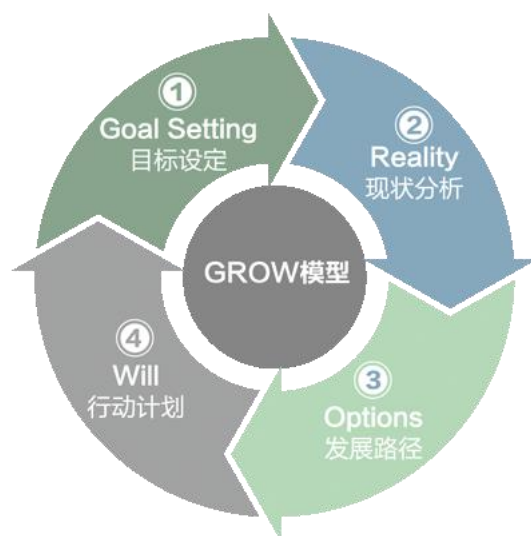 ①
Goal Setting
目标设定
②
Reality
现状分析
GROW模型
③
Options
发展路径
④
Will
行动计划